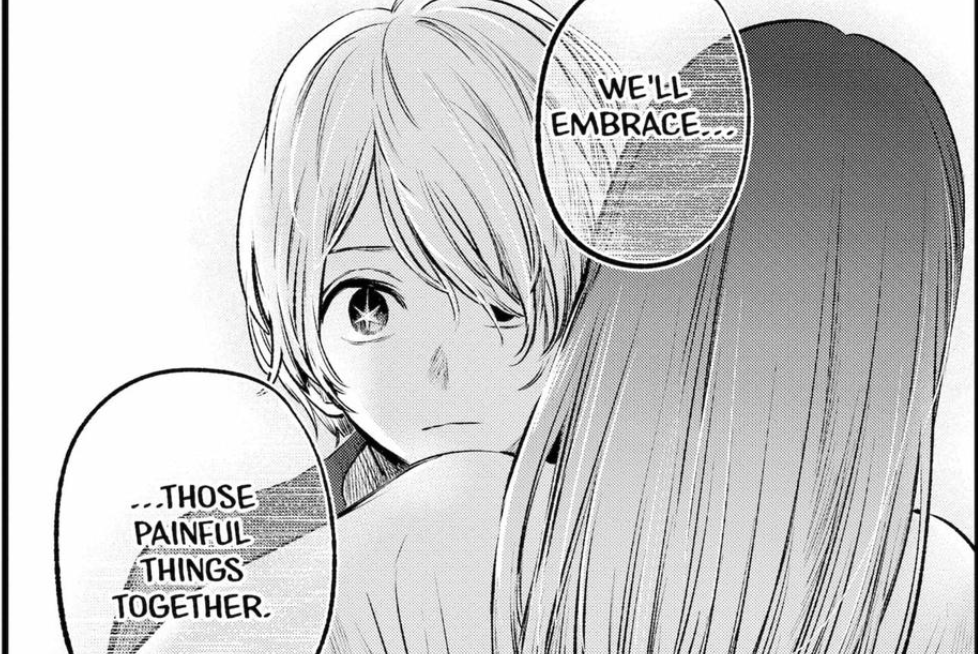 WE'LL
EMBRACE...
...THOSE
PAINFUL
THINGS
TOGETHER.